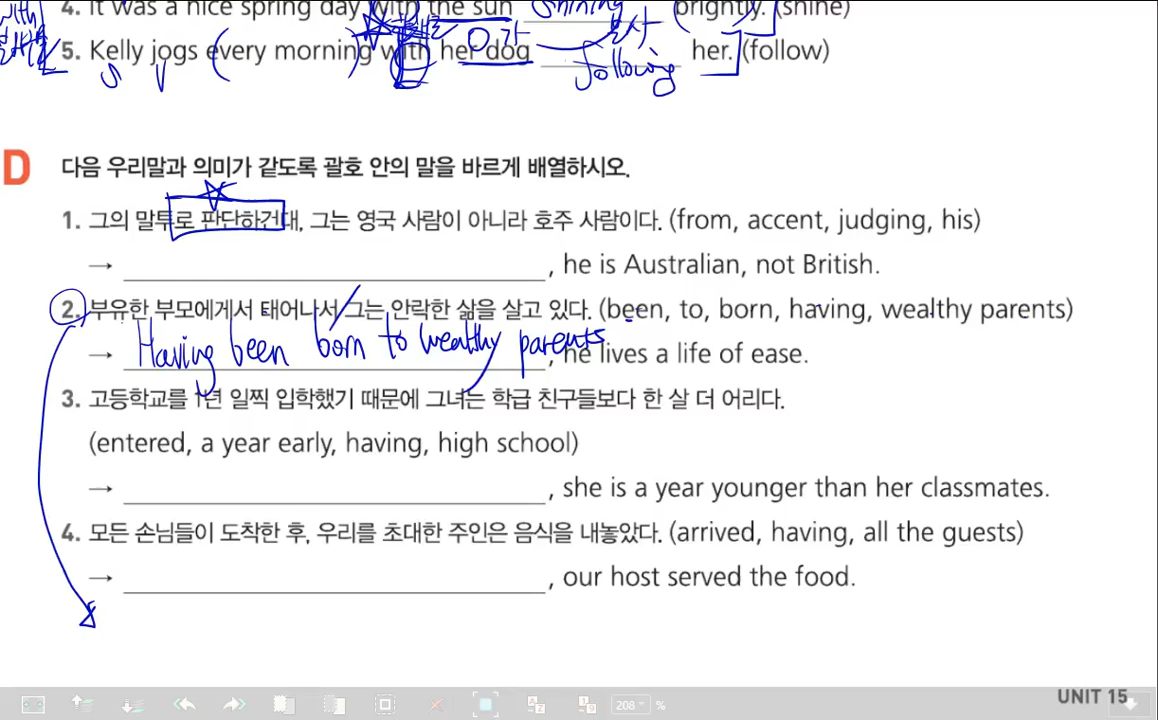 4. It was a nice spring day with the sun shining brightly. (shine)
5. Kelly jogs every morning with her dog following her. (follow)
S V
D 다음 우리말과 의미가 같도록 괄호 안의 말을 바르게 배열하시오.
1. 그의 말투로 판단하건대, 그는 영국 사람이 아니라 호주 사람이다. (from, accent, judging, his)
→ , he is Australian, not British.
2. 부유한 부모에게서 태어나서 그는 안락한 삶을 살고 있다. (been, to, born, having, wealthy parents)
→ Having been born to wealthy parents, he lives a life of ease.
3. 고등학교를 1년 일찍 입학했기 때문에 그녀는 학급 친구들보다 한 살 더 어리다.
(entered, a year early, having, high school)
→ , she is a year younger than her classmates.
4. 모든 손님들이 도착한 후, 우리를 초대한 주인은 음식을 내놓았다. (arrived, having, all the guests)
→ , our host served the food.
UNIT 15
208 %